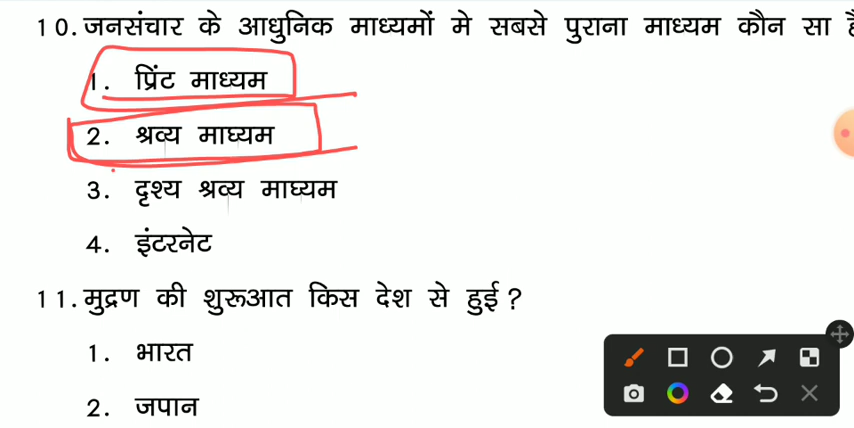 10. जनसंचार के आधुनिक माध्यमों मे सबसे पुराना माध्यम कौन सा
1. प्रिंट माध्यम
2. श्रव्य माघ्यम
3. दृश्य श्रव्य माघ्यम
4. इंटरनेट
11. मुद्रण की शुरूआत किस देश से हुई ?
1. भारत
2. जपान